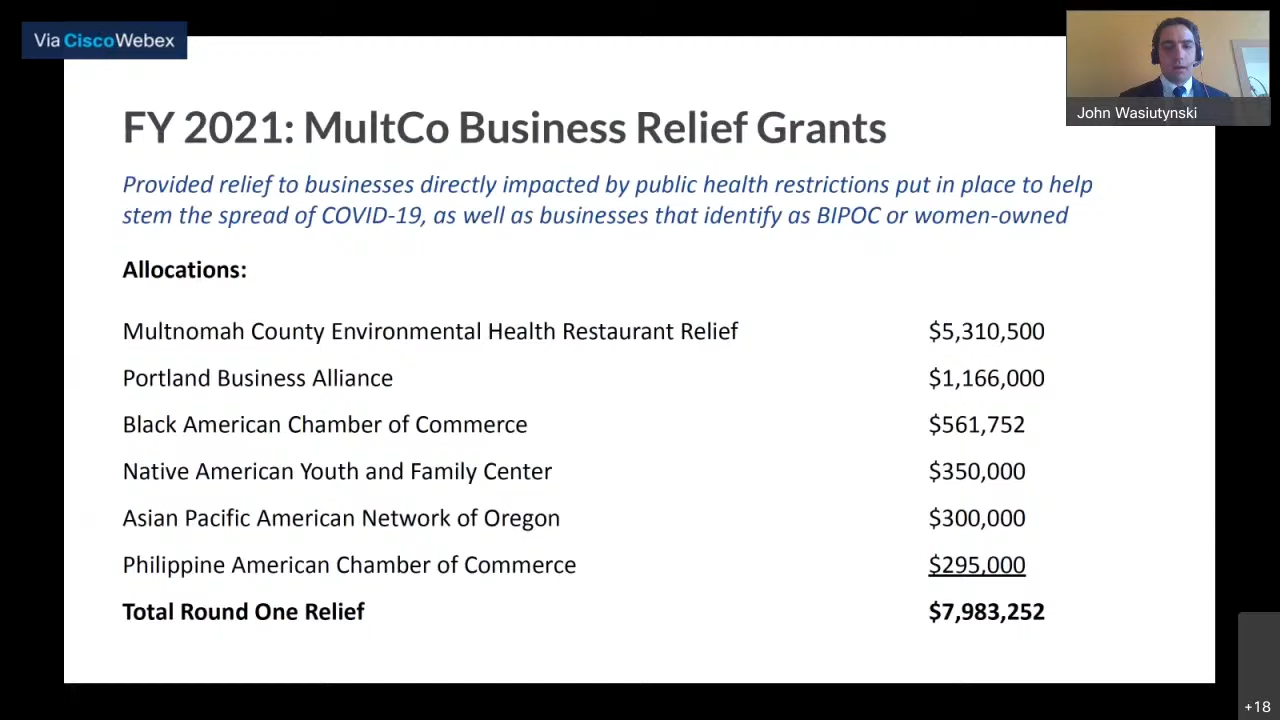 Via CiscoWebex
John Wasiutynski
FY 2021: MultCo Business Relief Grants
Provided relief to businesses directly impacted by public health restrictions put in place to help
stem the spread of COVID-19, as well as businesses that identify as BIPOC or women-owned
Allocations:
Multnomah County Environmental Health Restaurant Relief $5,310,500
Portland Business Alliance $1,166,000
Black American Chamber of Commerce $561,752
Native American Youth and Family Center $350,000
Asian Pacific American Network of Oregon $300,000
Philippine American Chamber of Commerce $295,000
Total Round One Relief $7,983,252
+18